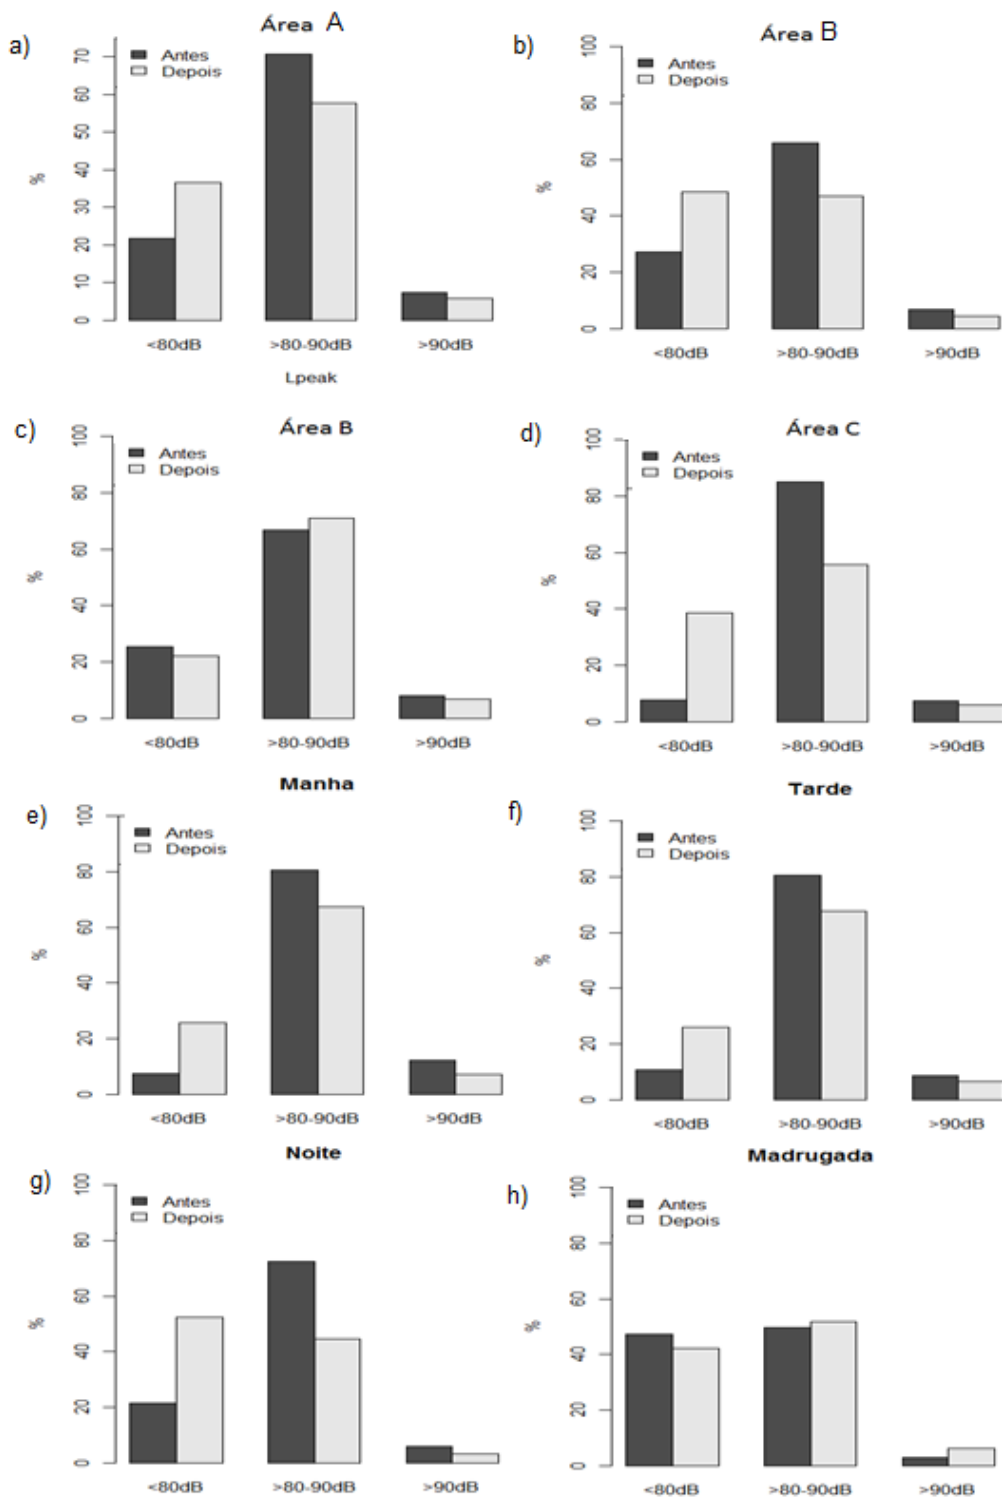 a)
Área A
Antes
Depois
%
0
10
20
30
40
50
60
70
<80dB
>80-90dB
>90dB
Lpeak
b)
Área B
Antes
Depois
%
0
20
40
60
80
100
<80dB
>80-90dB
>90dB
c)
Área B
Antes
Depois
%
0
20
40
60
80
100
<80dB
>80-90dB
>90dB
d)
Área C
Antes
Depois
%
0
20
40
60
80
100
<80dB
>80-90dB
>90dB
e)
Manha
Antes
Depois
%
0
20
40
60
80
100
<80dB
>80-90dB
>90dB
f)
Tarde
Antes
Depois
%
0
20
40
60
80
100
<80dB
>80-90dB
>90dB
g)
Noite
Antes
Depois
%
0
20
40
60
80
100
<80dB
>80-90dB
>90dB
h)
Madrugada
Antes
Depois
%
0
20
40
60
80
100
<80dB
>80-90dB
>90dB